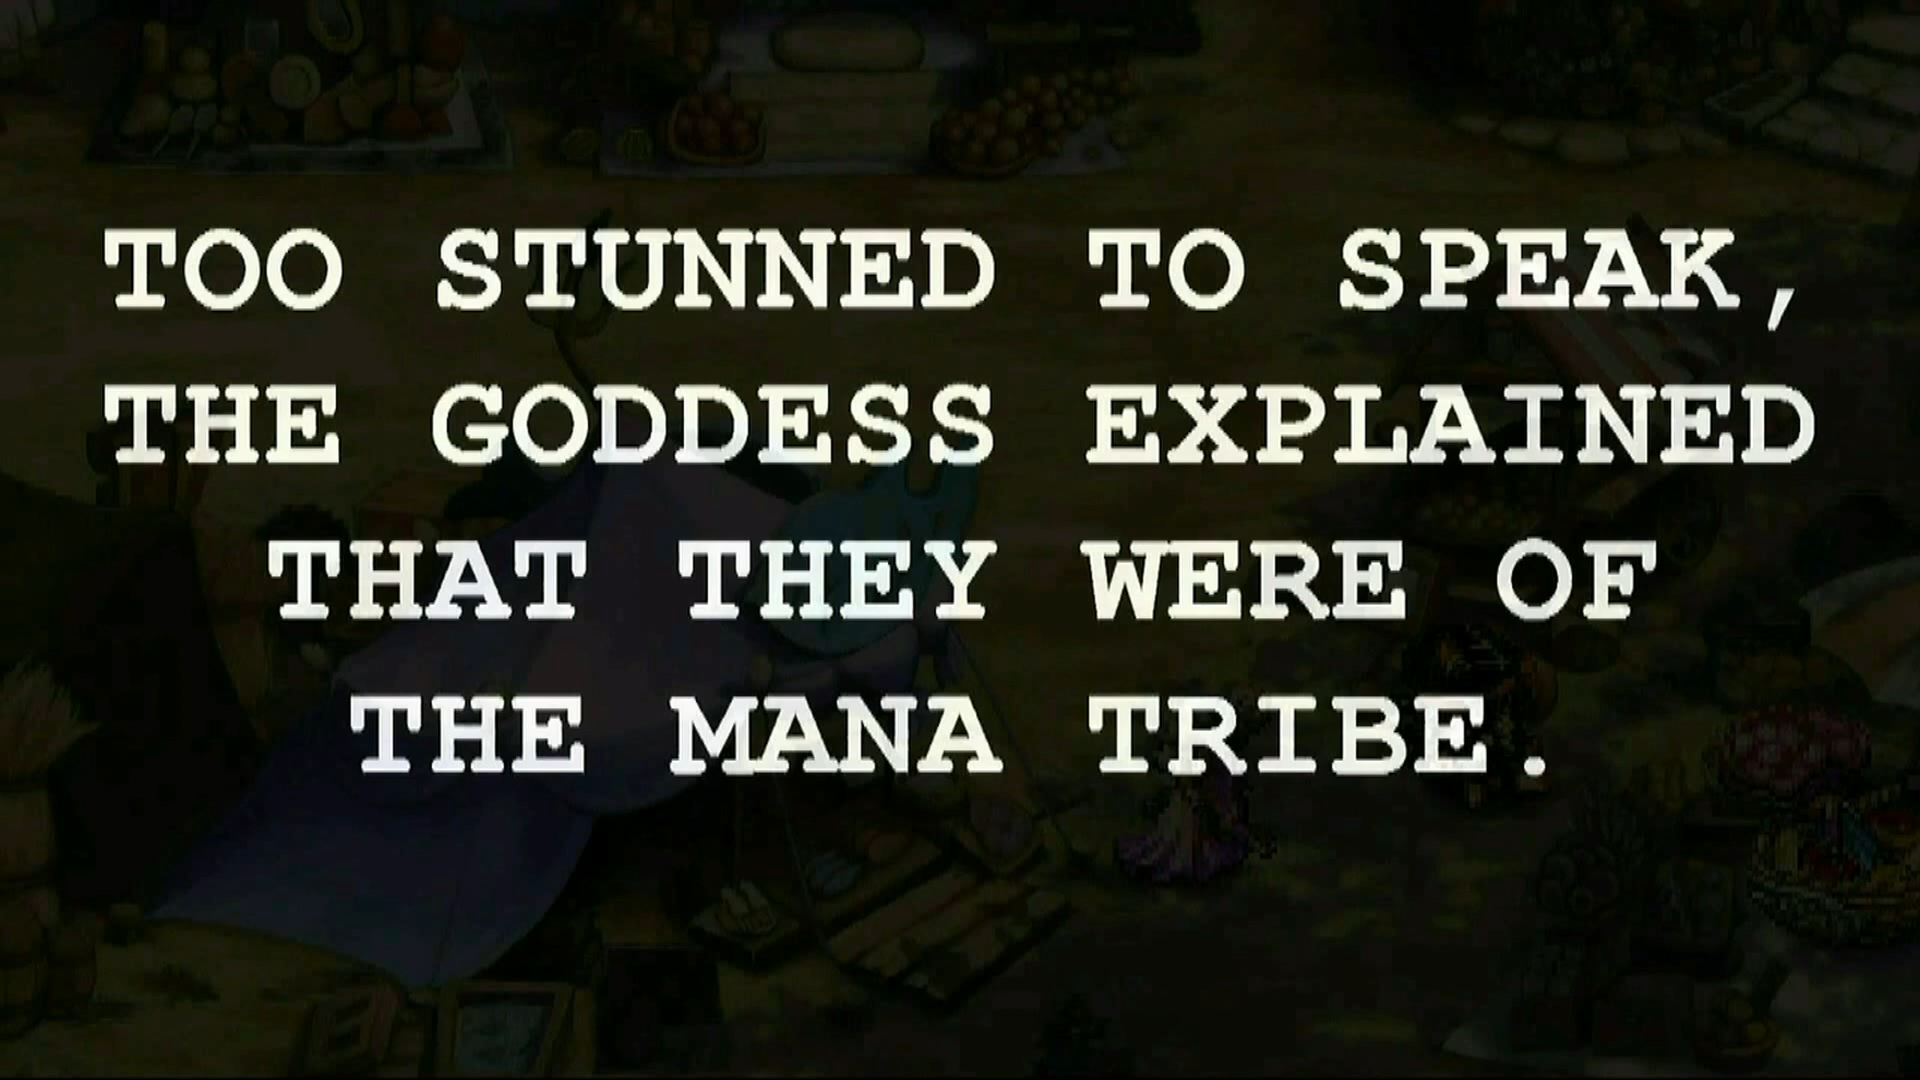 TOO STUNNED TO SPEAK,
THE GODDESS EXPLAINED
THAT THEY WERE OF
THE MANA TRIBE.